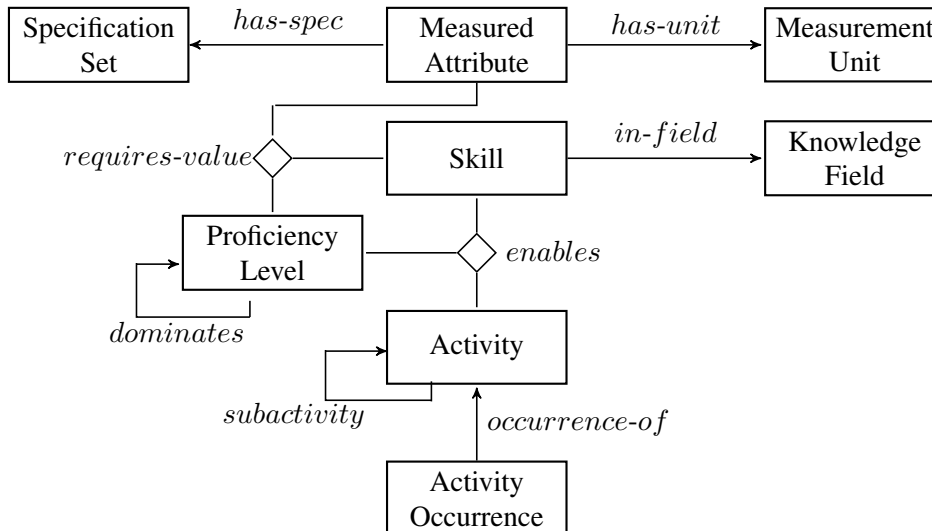 Specification
Set
has-spec
Measured
Attribute
has-unit
Measurement
Unit
requires-value
Skill
in-field
Knowledge
Field
Proficiency
Level
enables
dominates
Activity
subactivity
occurrence-of
Activity
Occurrence